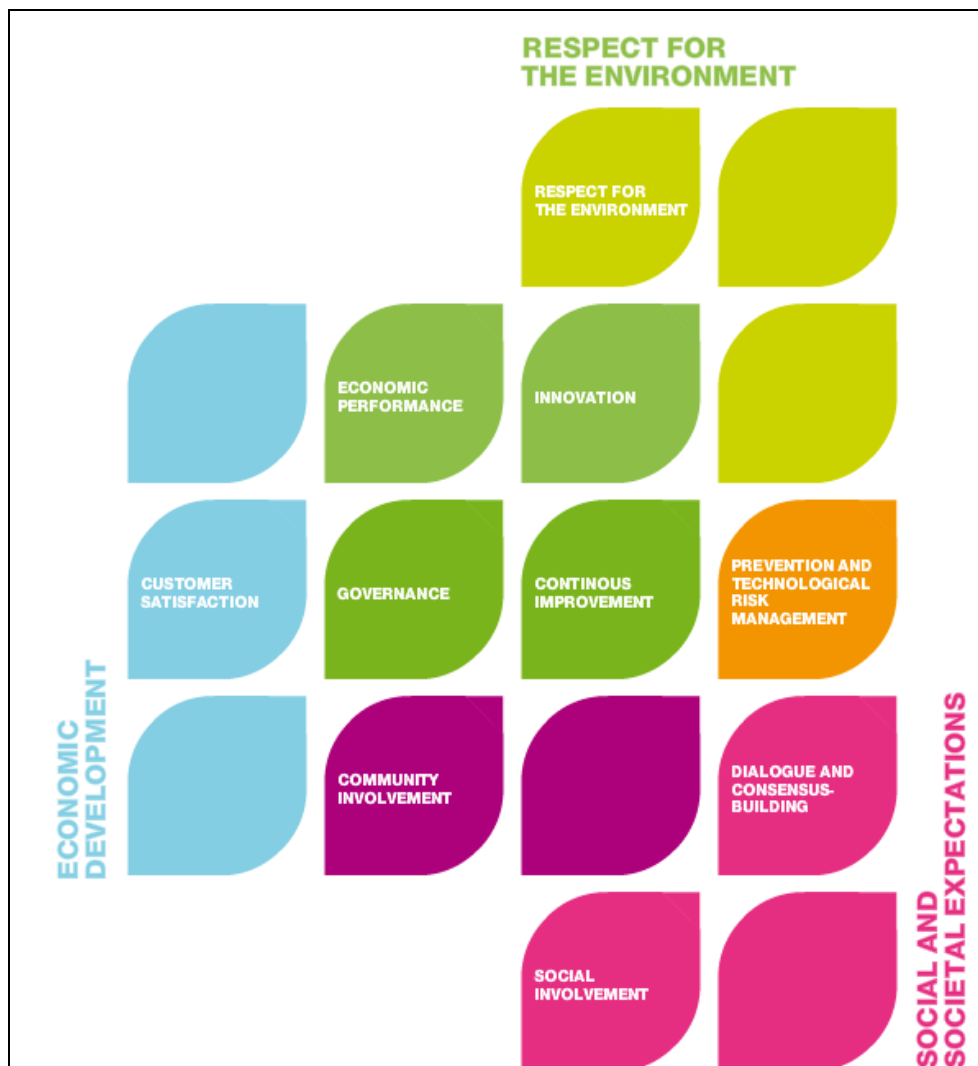 RESPECT FOR
THE ENVIRONMENT
RESPECT FOR
THE ENVIRONMENT
ECONOMIC
PERFORMANCE
INNOVATION
CUSTOMER
SATISFACTION
GOVERNANCE
CONTINOUS
IMPROVEMENT
PREVENTION AND
TECHNOLOGICAL
RISK
MANAGEMENT
ECONOMIC
DEVELOPMENT
COMMUNITY
INVOLVEMENT
DIALOGUE AND
CONSENSUS-
BUILDING
SOCIAL
INVOLVEMENT
SOCIAL AND
SOCIETAL EXPECTATIONS